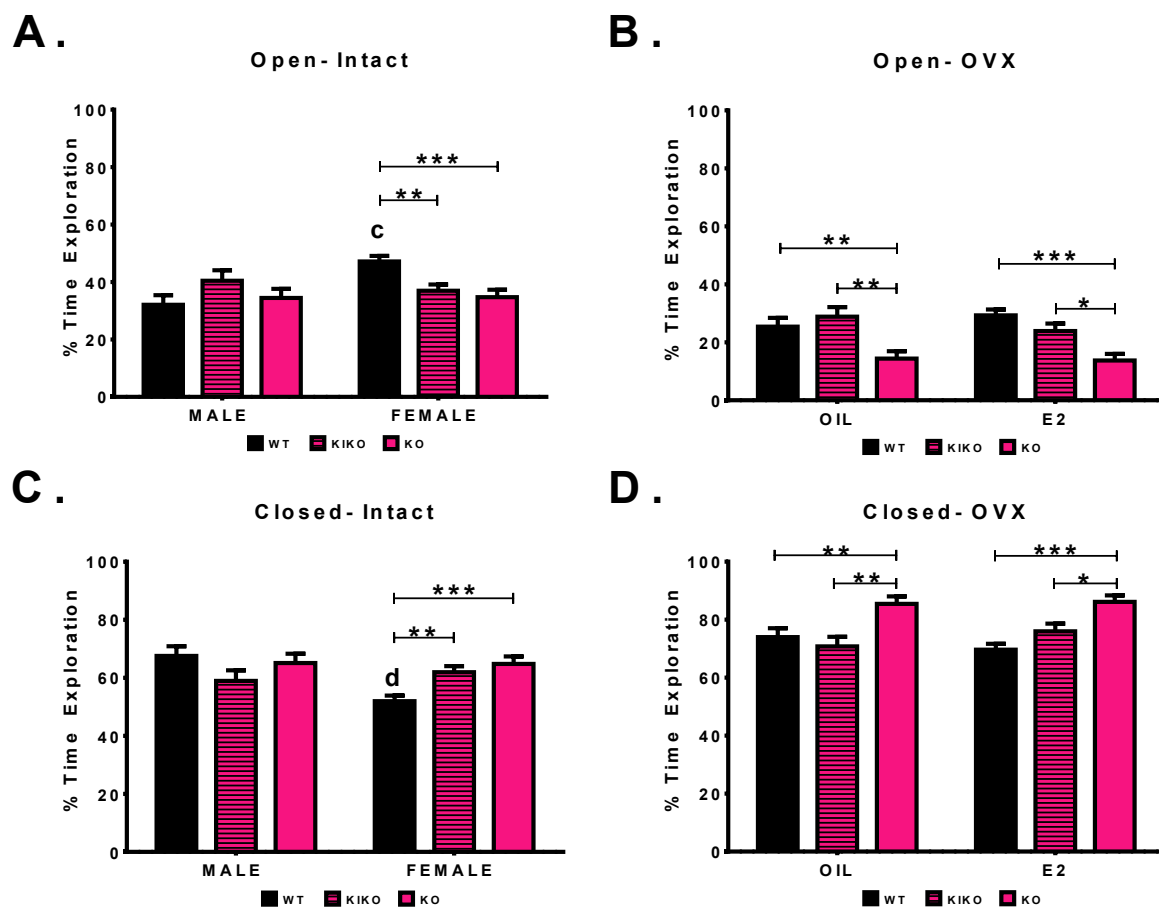 A.
Open-Intact
% Time Exploration
100
80
60
40
20
0
c
**
***
MALE
FEMALE
WT KIKO KO
B.
Open-OVX
% Time Exploration
100
80
60
40
20
0
**
**
***
*
OIL
E2
WT KIKO KO
C.
Closed-Intact
% Time Exploration
100
80
60
40
20
0
d
**
***
MALE
FEMALE
WT KIKO KO
D.
Closed-OVX
% Time Exploration
100
80
60
40
20
0
**
**
***
*
OIL
E2
WT KIKO KO